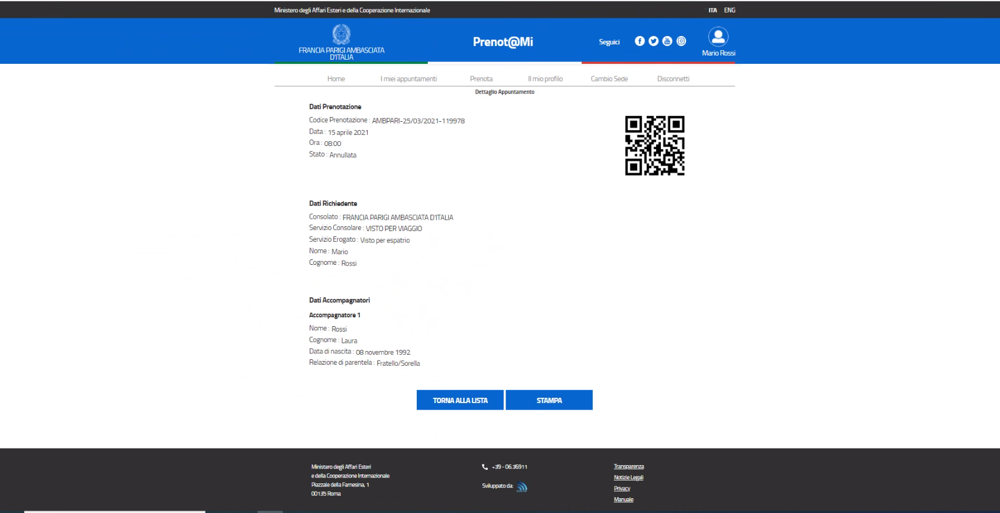 Ministero degli Affari Esteri e della Cooperazione Internazionale
ITA ENG
FRANCIA PARIGI AMBASCIATA
D'ITALIA
Prenot@Mi
Seguici
Mario Rossi
Home I miei appuntamenti Prenota Il mio profilo Cambio Sede Disconnetti
Dettaglio Appuntamento
Dati Prenotazione
Codice Prenotazione : AMBPARI-25/03/2021-119978
Data : 15 aprile 2021
Ora : 08:00
Stato : Annullata
Dati Richiedente
Consolato : FRANCIA PARIGI AMBASCIATA D'ITALIA
Servizio Consolare : VISTO PER VIAGGIO
Servizio Erogato : Visto per espatrio
Nome : Mario
Cognome : Rossi
Dati Accompagnatori
Accompagnatore 1
Nome : Rossi
Cognome : Laura
Data di nascita : 08 novembre 1992
Relazione di parentela : Fratello/Sorella
TORNA ALLA LISTA STAMPA
Ministero degli Affari Esteri
e della Cooperazione Internazionale
Piazzale della Farnesina, 1
00135 Roma
+39 - 06.36911
Sviluppato da:
Transparenza
Notizie Legali
Privacy
Manuale